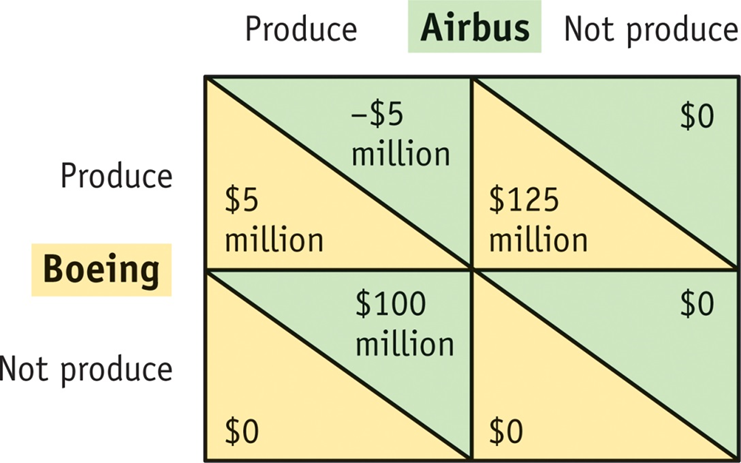 Produce Airbus Not produce
–$5
million
$0
Produce
$5
million
$125
million
Boeing
$100
million
$0
Not produce
$0
$0